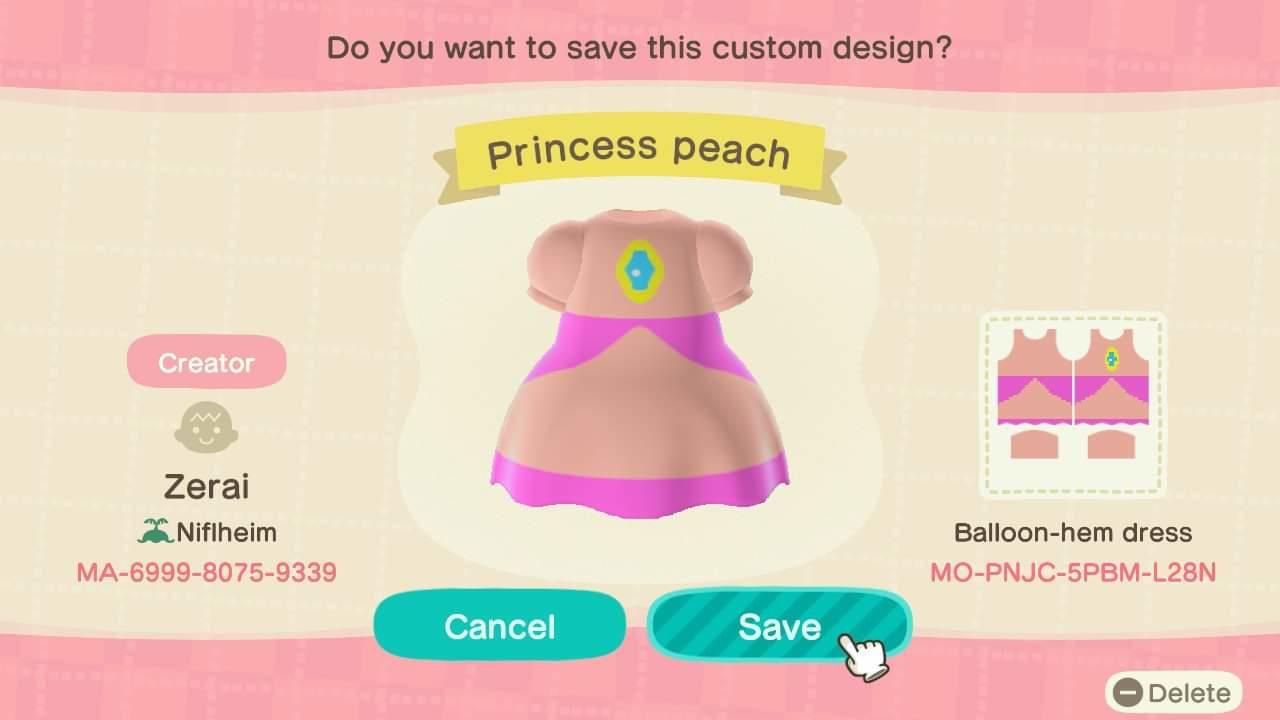 Do you want to save this custom design?
Princess peach
Creator
Zerai
Niflheim
MA-6999-8075-9339
Balloon-hem dress
MO-PNJC-5PBM-L28N
Cancel
Save
Delete